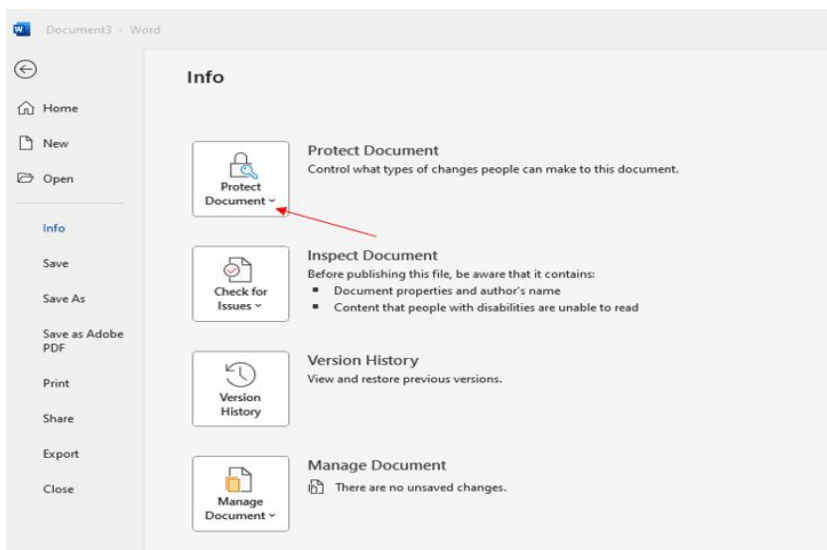 Document3 - Word
Info
Home
New
Open
Info
Save
Save As
Save as Adobe
PDF
Print
Share
Export
Close
Protect
Document
Protect Document
Control what types of changes people can make to this document.
Check for
Issues
Inspect Document
Before publishing this file, be aware that it contains:
▪ Document properties and author's name
▪ Content that people with disabilities are unable to read
Version
History
Version History
View and restore previous versions.
Manage
Document
Manage Document
There are no unsaved changes.